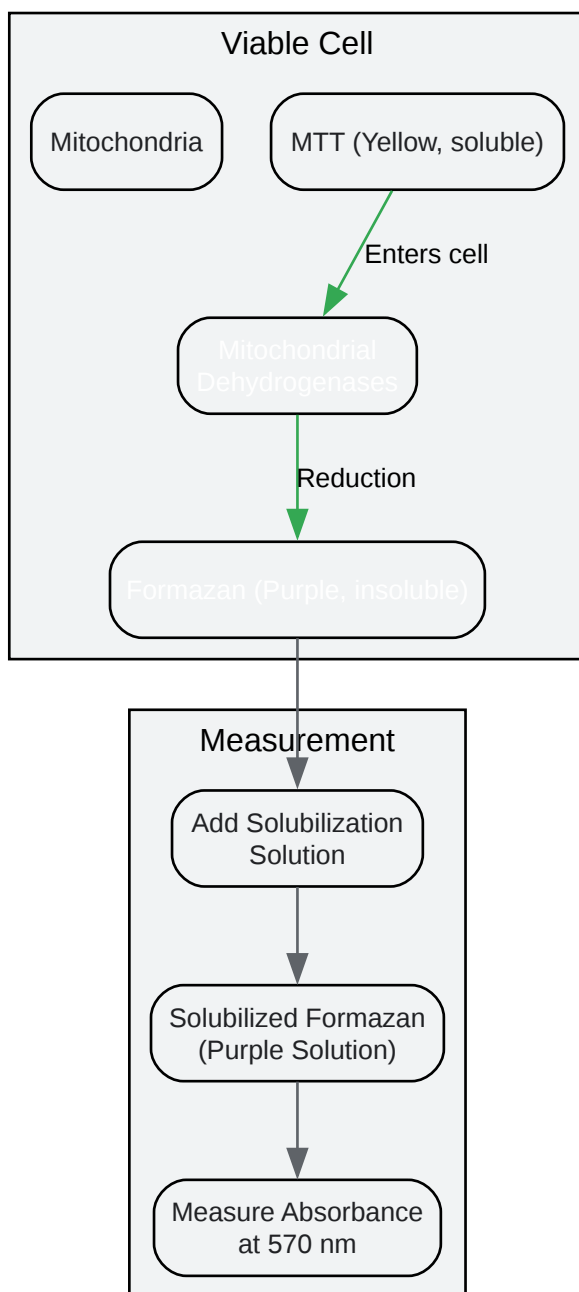 Viable Cell
Mitochondria
MTT (Yellow, soluble)
Enters cell
Mitochondrial
Dehydrogenases
Reduction
Formazan (Purple, insoluble)
Measurement
Add Solubilization
Solution
Solubilized Formazan
(Purple Solution)
Measure Absorbance
at 570 nm